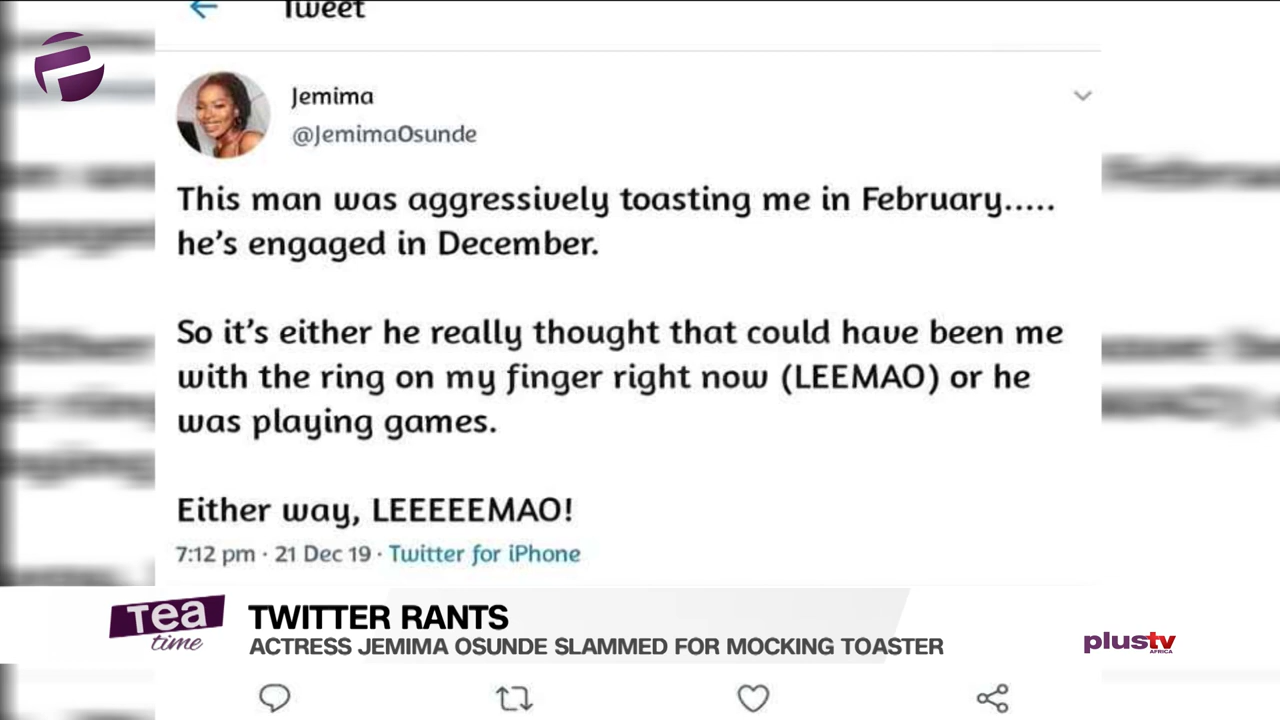 Tweet
Jemima
@JemimaOsunde
This man was aggressively toasting me in February.....
he's engaged in December.
So it's either he really thought that could have been me
with the ring on my finger right now (LEEMAO) or he
was playing games.
Either way, LEEEEEMAO!
7:12 pm · 21 Dec 19 · Twitter for iPhone
Tea
time
TWITTER RANTS
ACTRESS JEMIMA OSUNDE SLAMMED FOR MOCKING TOASTER
plustv
AFRICA